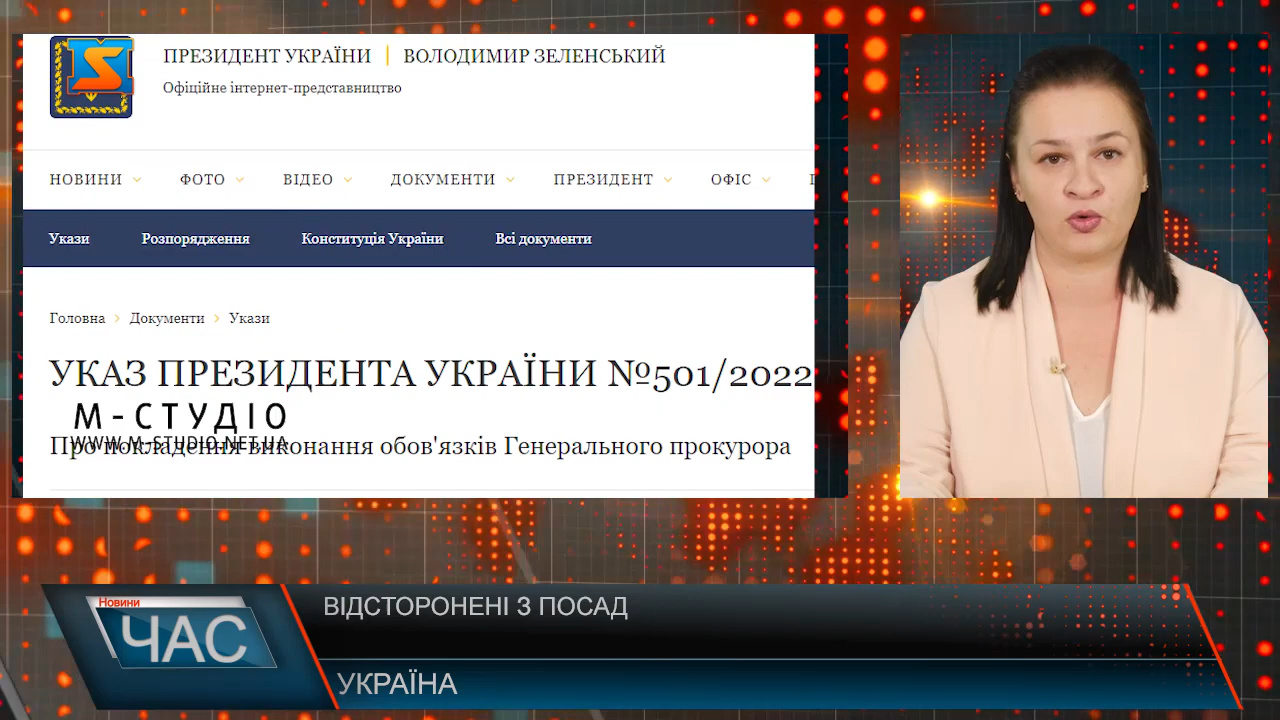 ПРЕЗИДЕНТ УКРАЇНИ | ВОЛОДИМИР ЗЕЛЕНСЬКИЙ
Офіційне інтернет-представництво
НОВИНИ ФОТО ВІДЕО ДОКУМЕНТИ ПРЕЗИДЕНТ ОФІС
Укази Розпорядження Конституція України Всі документи
Головна > Документи > Укази
УКАЗ ПРЕЗИДЕНТА УКРАЇНИ №501/2022
М-СТУДІО
WWW.M-STUDIO.NET.UA
Про покладення виконання обов'язків Генерального прокурора
Новини
ЧАС
ВІДСТОРОНЕНІ З ПОСАД
УКРАЇНА